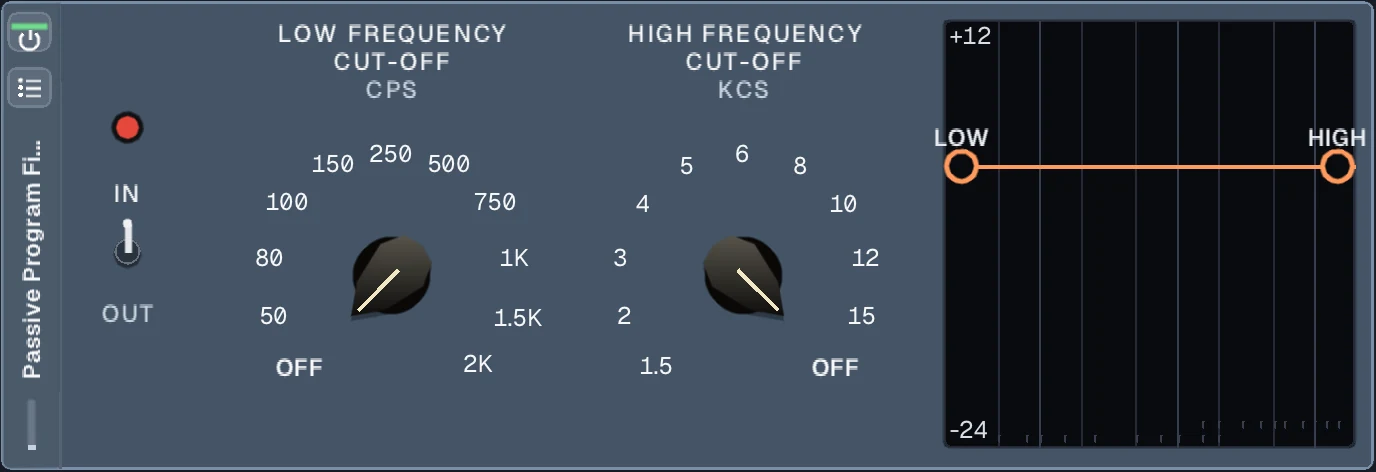 Passive Program Fi...
IN
OUT
LOW FREQUENCY
CUT-OFF
CPS
OFF
50
80
100
150
250
500
750
1K
1.5K
2K
HIGH FREQUENCY
CUT-OFF
KCS
1.5
2
3
4
5
6
8
10
12
15
OFF
+12
LOW
HIGH
-24